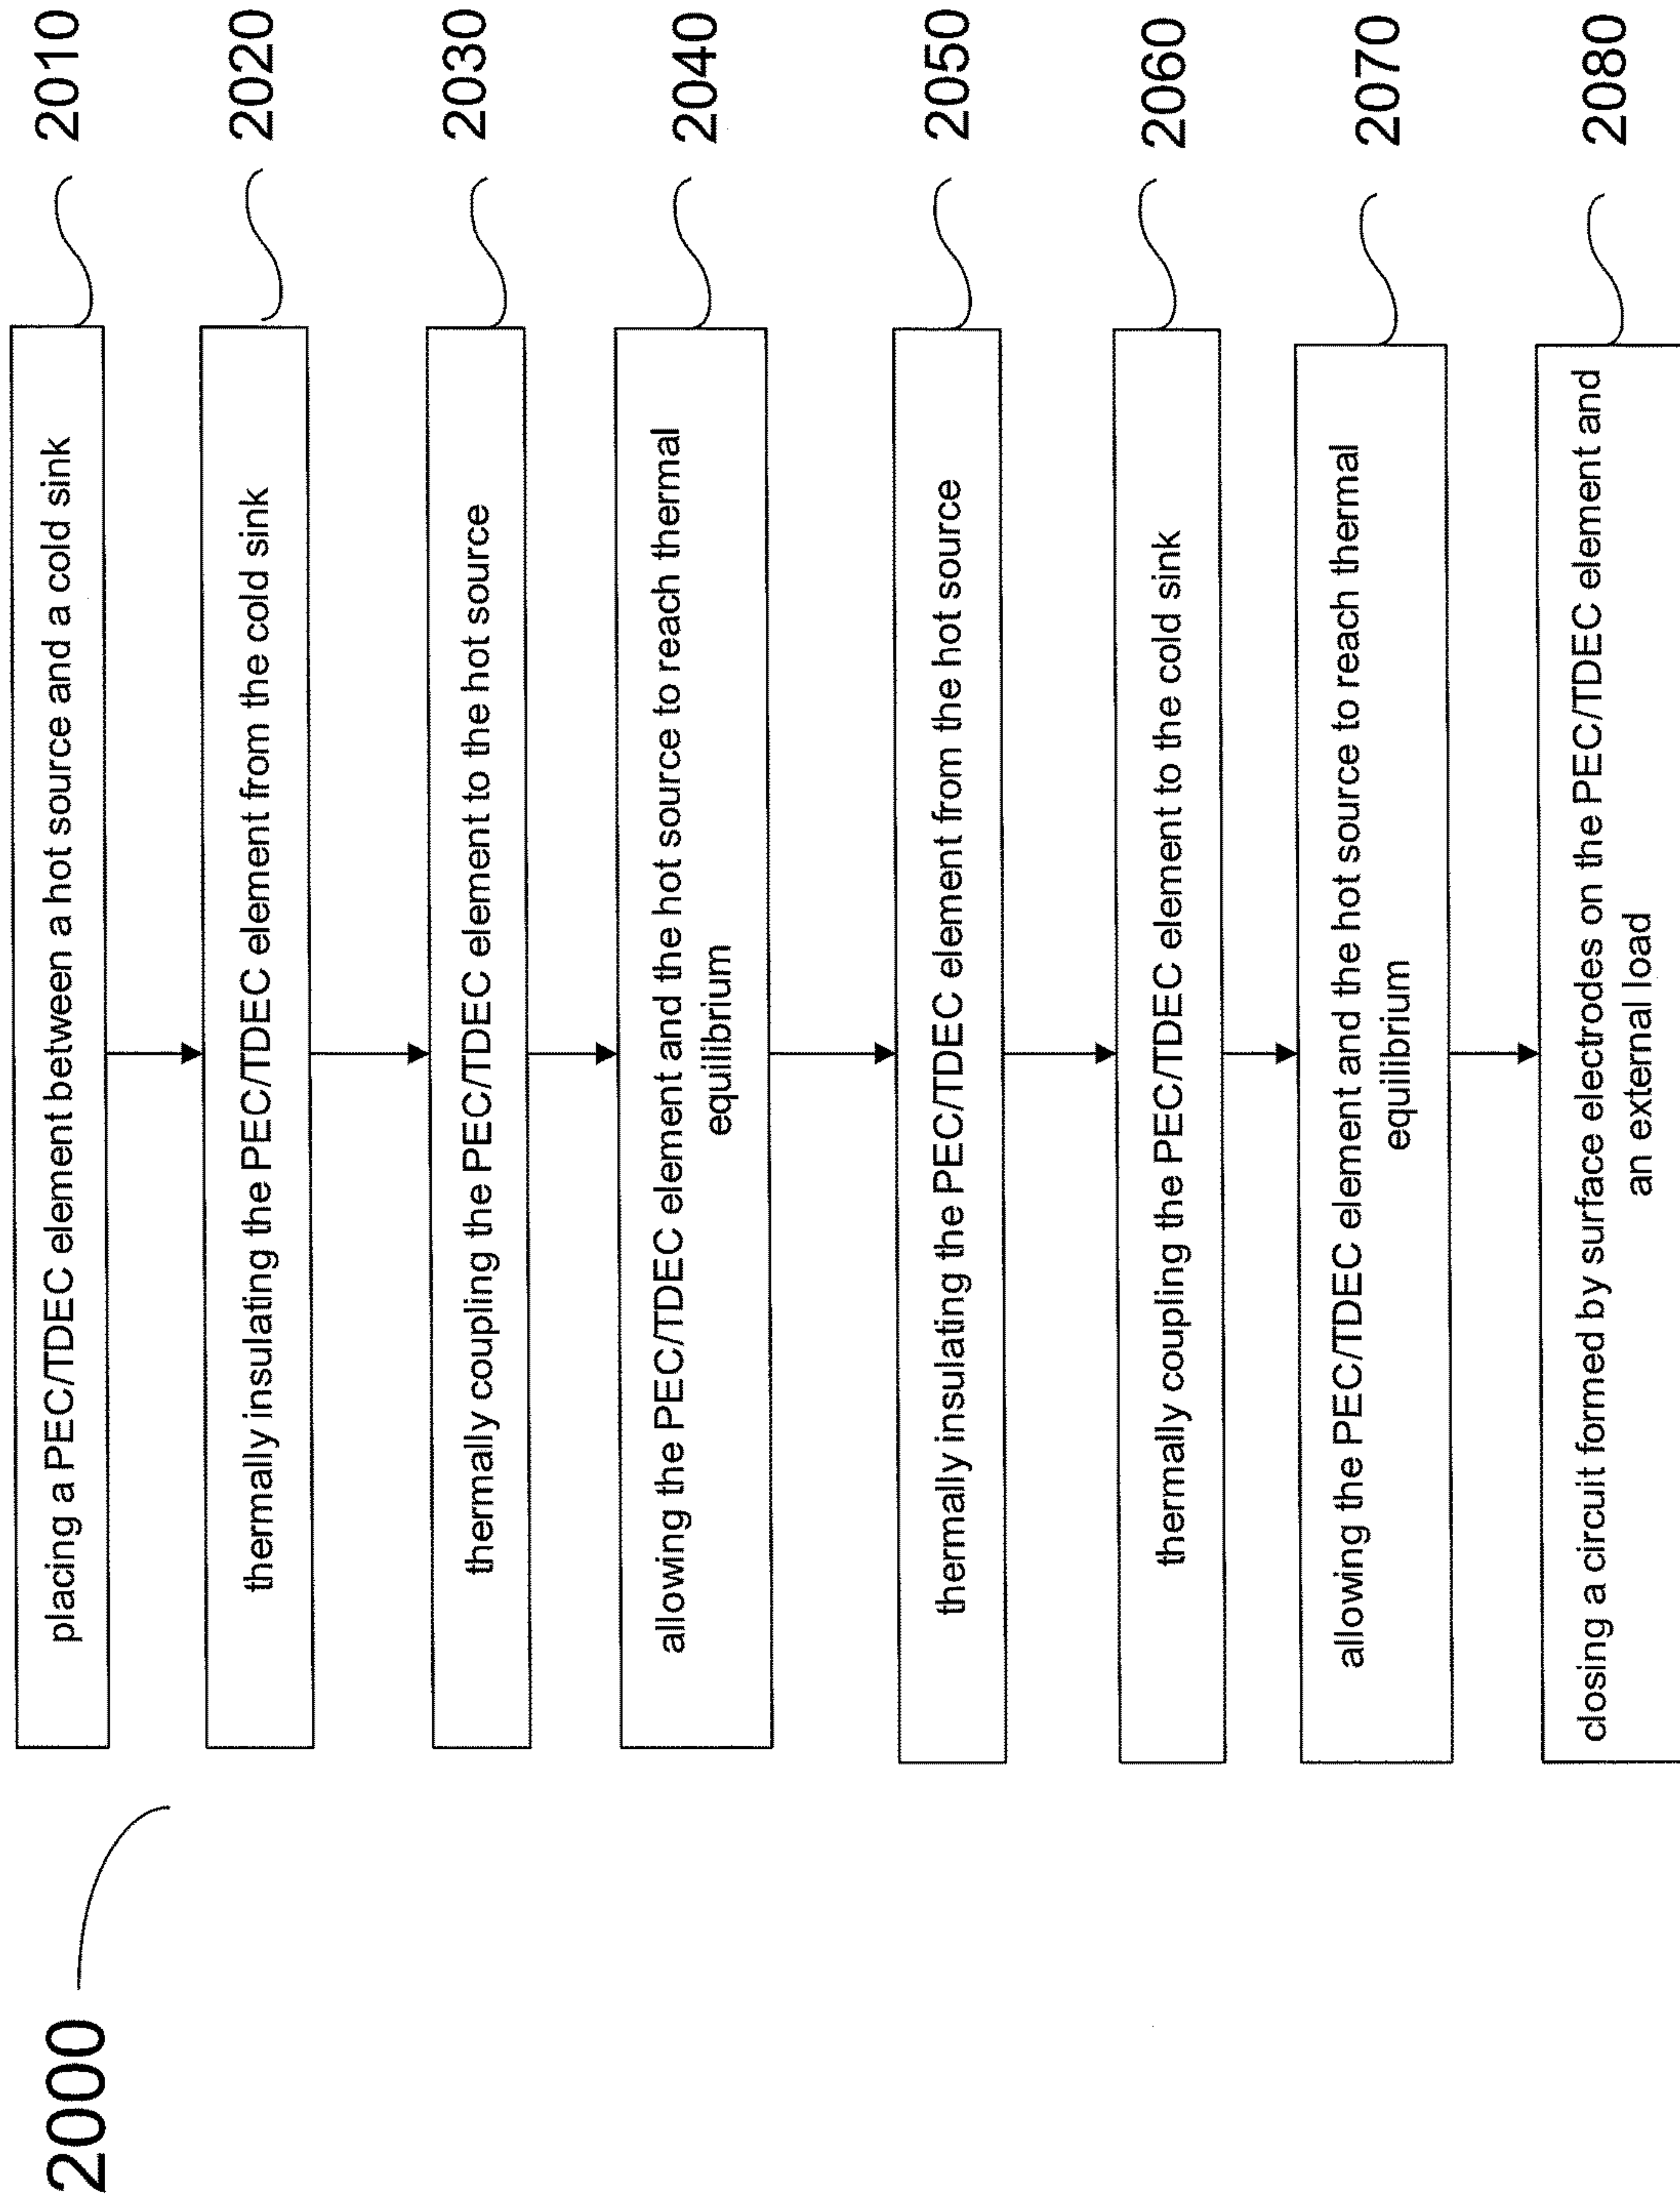 2000
placing a PEC/TDEC element between a hot source and a cold sink
2010
thermally insulating the PEC/TDEC element from the cold sink
2020
thermally coupling the PEC/TDEC element to the hot source
2030
allowing the PEC/TDEC element and the hot source to reach thermal
equilibrium
2040
thermally insulating the PEC/TDEC element from the hot source
2050
thermally coupling the PEC/TDEC element to the cold sink
2060
allowing the PEC/TDEC element and the hot source to reach thermal
equilibrium
2070
closing a circuit formed by surface electrodes on the PEC/TDEC element and
an external load
2080